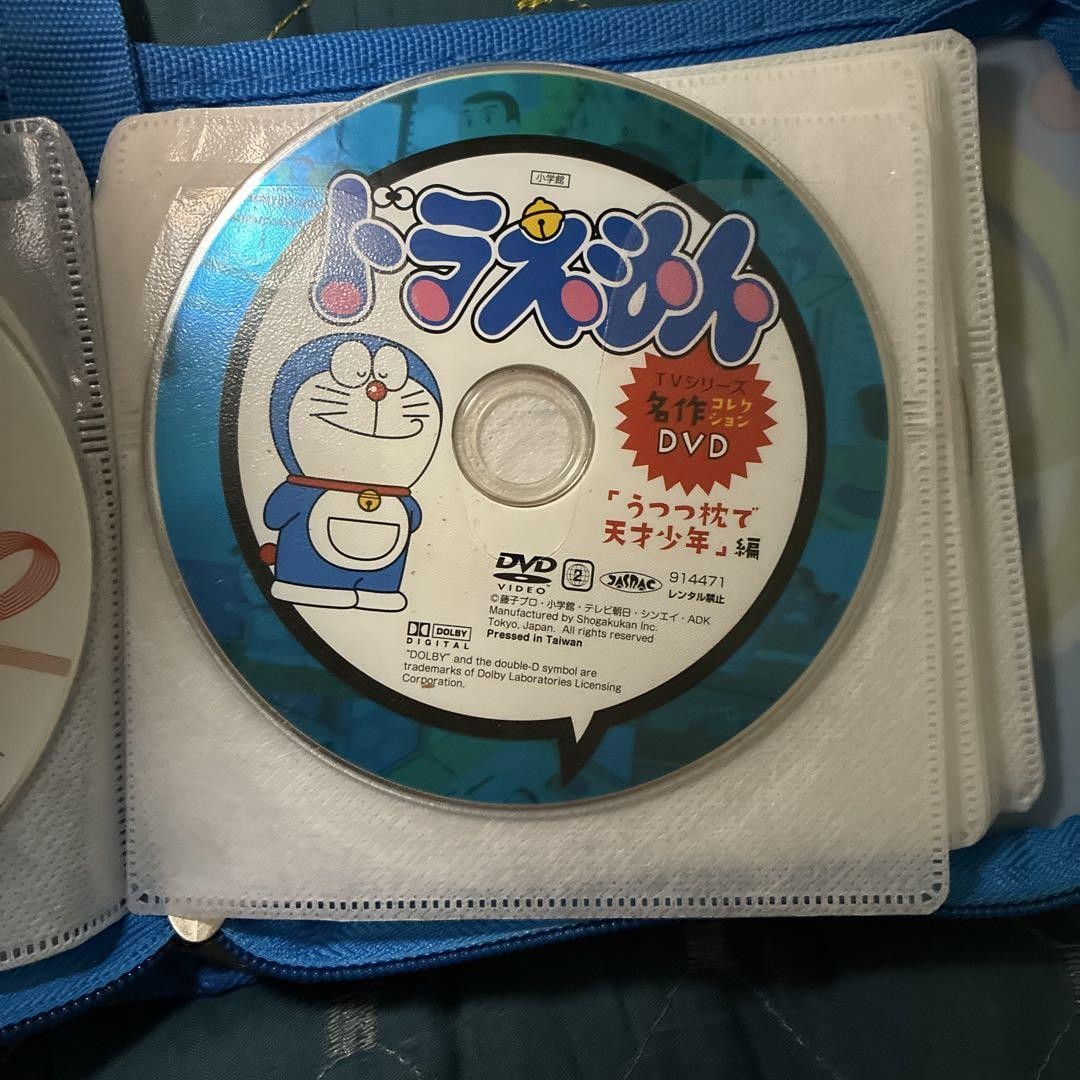 小学館
ドラえもん
TVシリーズ
名作コレクション
DVD
「うつつ枕で
天才少年」編
DVD
VIDEO™
2
JASRAC
914471
レンタル禁止
©藤子プロ・小学館・テレビ朝日・シンエイ・ADK
Manufactured by Shogakukan Inc.
Tokyo, Japan. All rights reserved
Pressed in Taiwan
DOLBY
DIGITAL
"DOLBY" and the double-D symbol are
trademarks of Dolby Laboratories Licensing
Corporation.